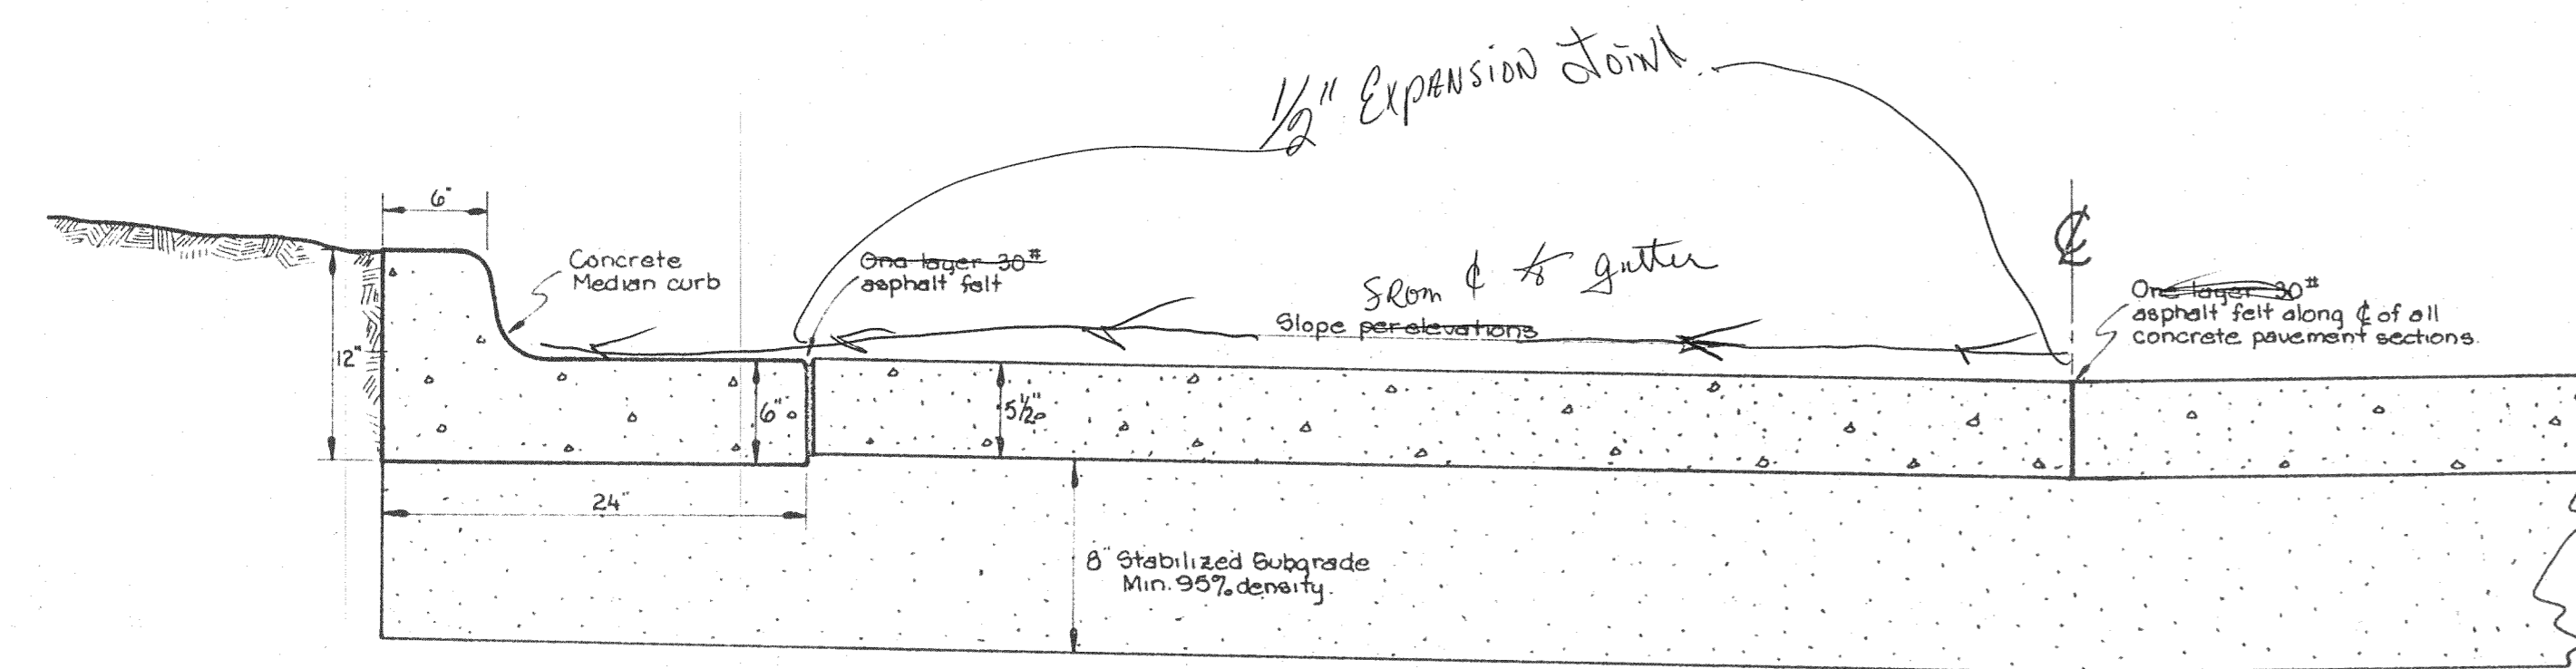 1/2" EXPANSION JOINT.
6"
℄
Concrete
Median curb
One layer 30#
asphalt felt
FROM ℄ to gutter
Slope per elevations
One layer 30#
asphalt felt along ℄ of all
concrete pavement sections.
12"
6"
5½"
24"
8" Stabilized Subgrade
Min. 95% density.